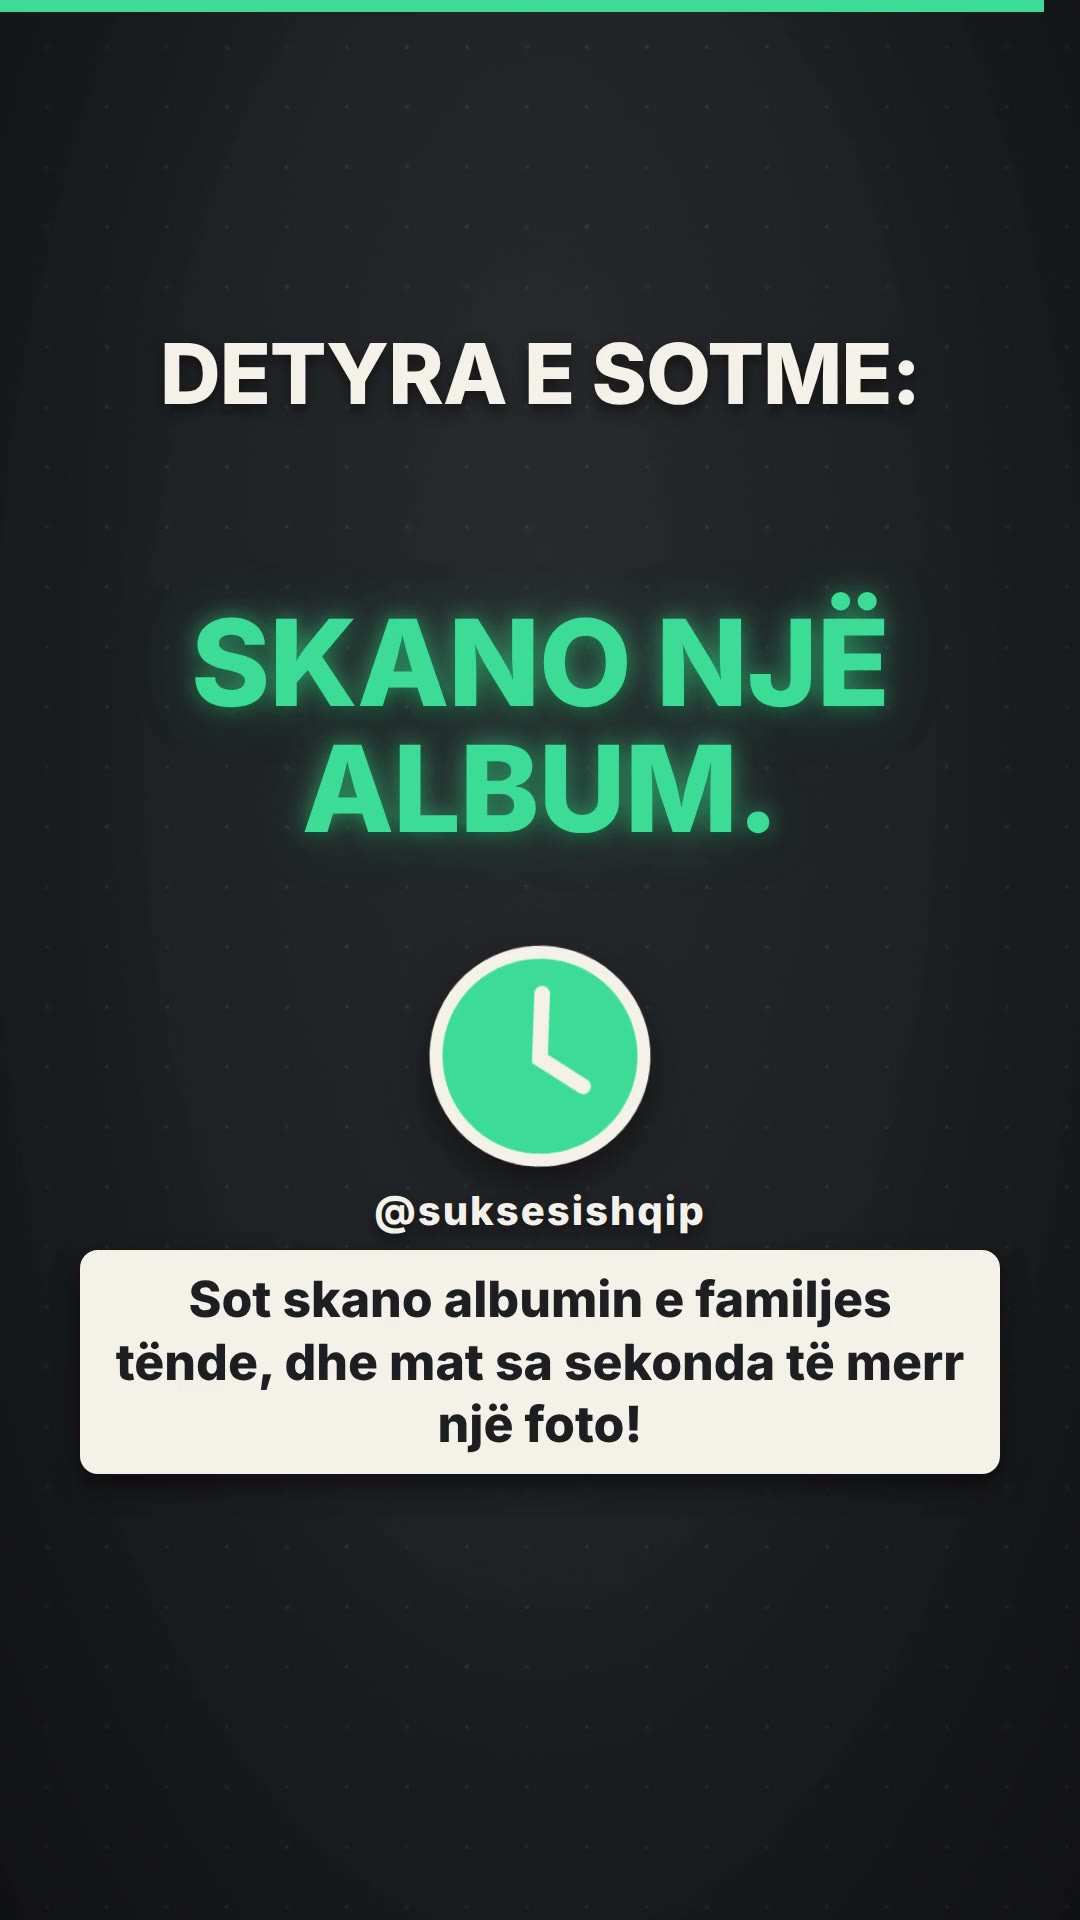 DETYRA E SOTME:
SKANO NJË
ALBUM.
@suksesishqip
Sot skano albumin e familjes
tënde, dhe mat sa sekonda të merr
një foto!